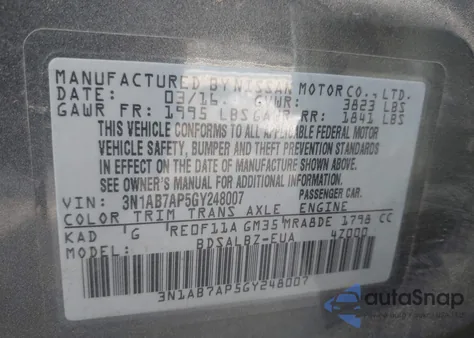 MANUFACTURED BY NISSAN MOTOR CO., LTD.
DATE: 03/16 GVWR: 3823 LBS
GAWR FR: 1995 LBS GAWR RR: 1841 LBS
THIS VEHICLE CONFORMS TO ALL APPLICABLE FEDERAL MOTOR
VEHICLE SAFETY, BUMPER AND THEFT PREVENTION STANDARDS
IN EFFECT ON THE DATE OF MANUFACTURE SHOWN ABOVE.
SEE OWNER'S MANUAL FOR ADDITIONAL INFORMATION.
VIN: 3N1AB7AP5GY248007 PASSENGER CAR.
COLOR TRIM TRANS AXLE ENGINE
KAD G RE0F11A GM35 MRA8DE 1798 CC
MODEL: BDSALBZ-EUA 4Z000
3N1AB7AP5GY248007
autoSnap